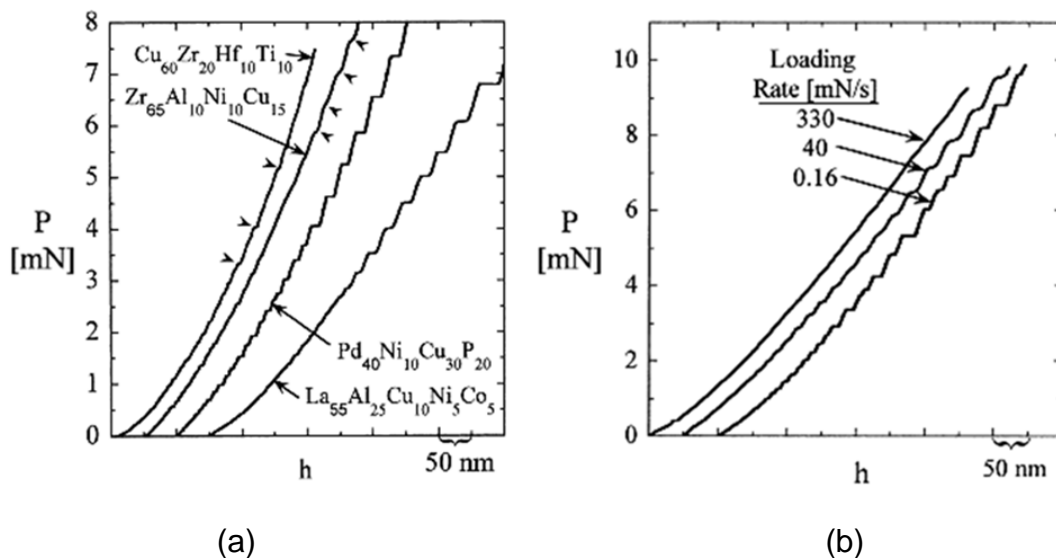 8
7
6
5
4
3
2
1
0
P
[mN]
Cu₆₀Zr₂₀Hf₁₀Ti₁₀
Zr₆₅Al₁₀Ni₁₀Cu₁₅
Pd₄₀Ni₁₀Cu₃₀P₂₀
La₅₅Al₂₅Cu₁₀Ni₅Co₅
h
50 nm
(a)
10
8
6
4
2
0
P
[mN]
Loading
Rate [mN/s]
330
40
0.16
h
50 nm
(b)